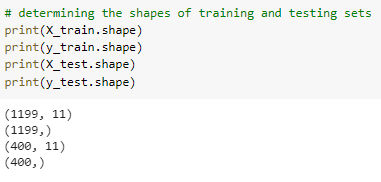 # determining the shapes of training and testing sets
print(X_train.shape)
print(y_train.shape)
print(X_test.shape)
print(y_test.shape)
(1199, 11)
(1199,)
(400, 11)
(400,)